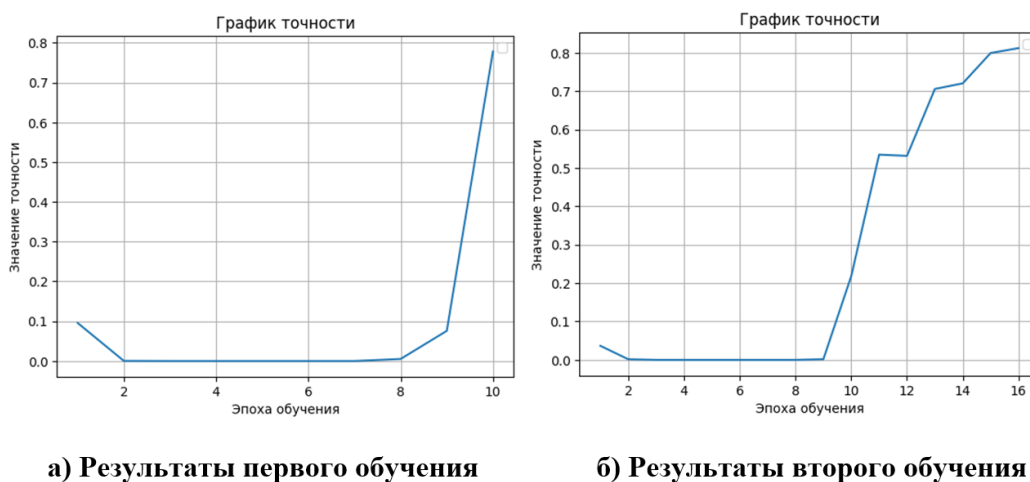 График точности
0.8
0.7
0.6
0.5
0.4
0.3
0.2
0.1
0.0
Значение точности
2 4 6 8 10
Эпоха обучения
а) Результаты первого обучения
График точности
0.8
0.7
0.6
0.5
0.4
0.3
0.2
0.1
0.0
Значение точности
2 4 6 8 10 12 14 16
Эпоха обучения
б) Результаты второго обучения